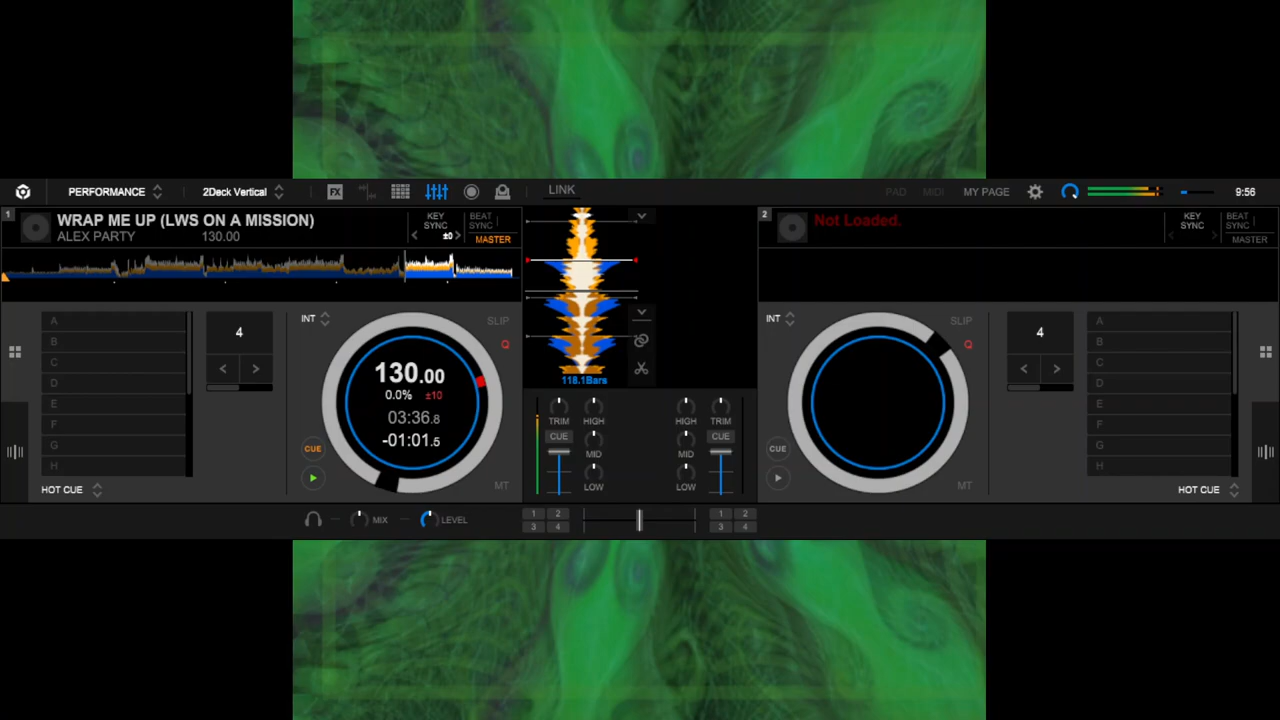 PERFORMANCE 2Deck Vertical FX LINK PAD MIDI MY PAGE 9:56
1 WRAP ME UP (LWS ON A MISSION) KEY SYNC BEAT SYNC
ALEX PARTY 130.00 < ±0 > MASTER
2 Not Loaded. KEY SYNC BEAT SYNC
< > MASTER
A
B
C
D
E
F
G
H
HOT CUE
4
< >
INT SLIP
Q
130.00
0.0% ±10
03:36.8
-01:01.5
CUE
MT
118.1Bars
TRIM HIGH HIGH TRIM
CUE MID MID CUE
LOW LOW
INT SLIP
Q
CUE
MT
4
< >
A
B
C
D
E
F
G
H
HOT CUE
MIX LEVEL
1 2 1 2
3 4 3 4